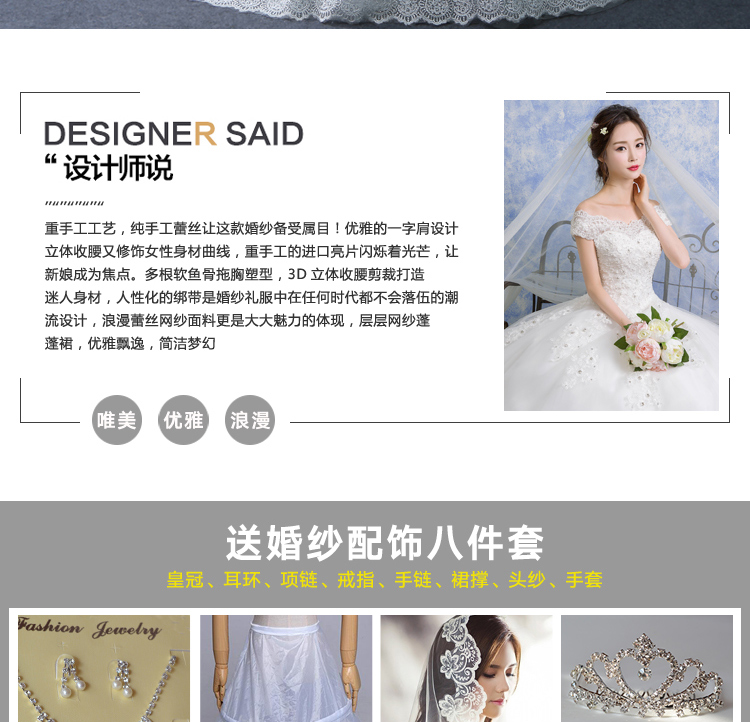 DESIGNER SAID
“设计师说
重手工工艺，纯手工蕾丝让这款婚纱备受属目！优雅的一字肩设计
立体收腰又修饰女性身材曲线，重手工的进口亮片闪烁着光芒，让
新娘成为焦点。多根软鱼骨拖胸塑型，3D 立体收腰剪裁打造
迷人身材，人性化的绑带是婚纱礼服中在任何时代都不会落伍的潮
流设计，浪漫蕾丝网纱面料更是大大魅力的体现，层层网纱蓬
蓬裙，优雅飘逸，简洁梦幻
唯美 优雅 浪漫
送婚纱配饰八件套
皇冠、耳环、项链、戒指、手链、裙撑、头纱、手套
Fashion Jewelry